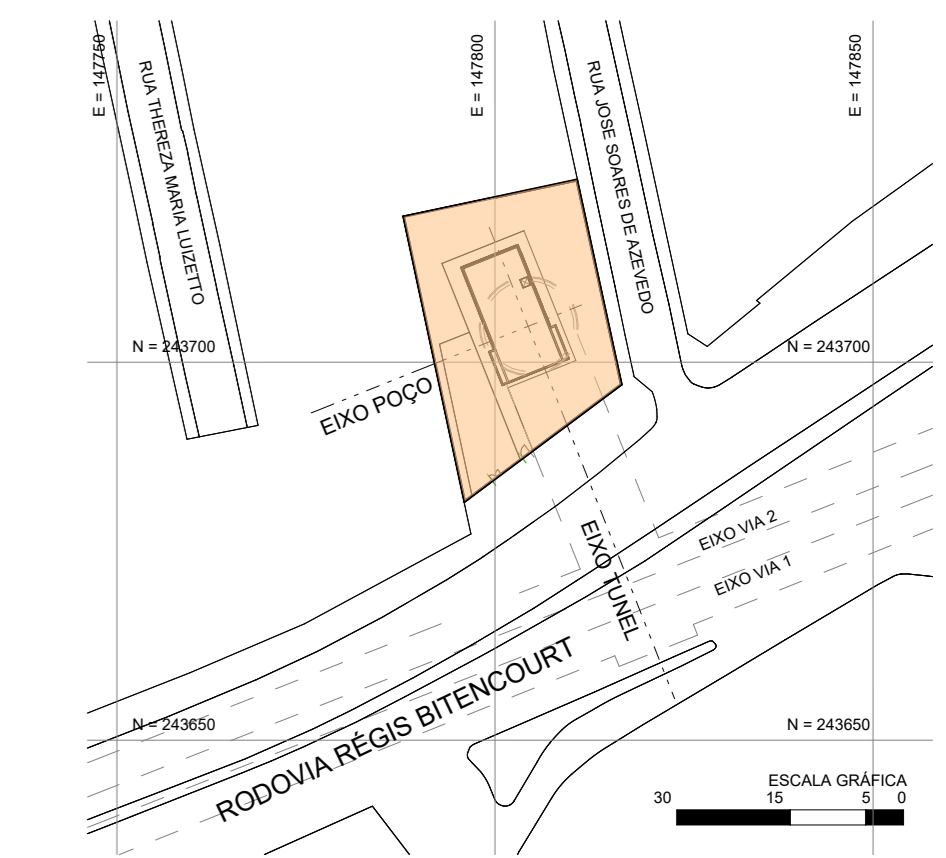 E = 147750
E = 147800
E = 147850
RUA THEREZA MARIA LUIZETTO
RUA JOSE SOARES DE AZEVEDO
N = 243700
N = 243700
EIXO POÇO
EIXO TUNEL
EIXO VIA 2
EIXO VIA 1
RODOVIA RÉGIS BITENCOURT
N = 243650
N = 243650
ESCALA GRÁFICA
30 15 5 0